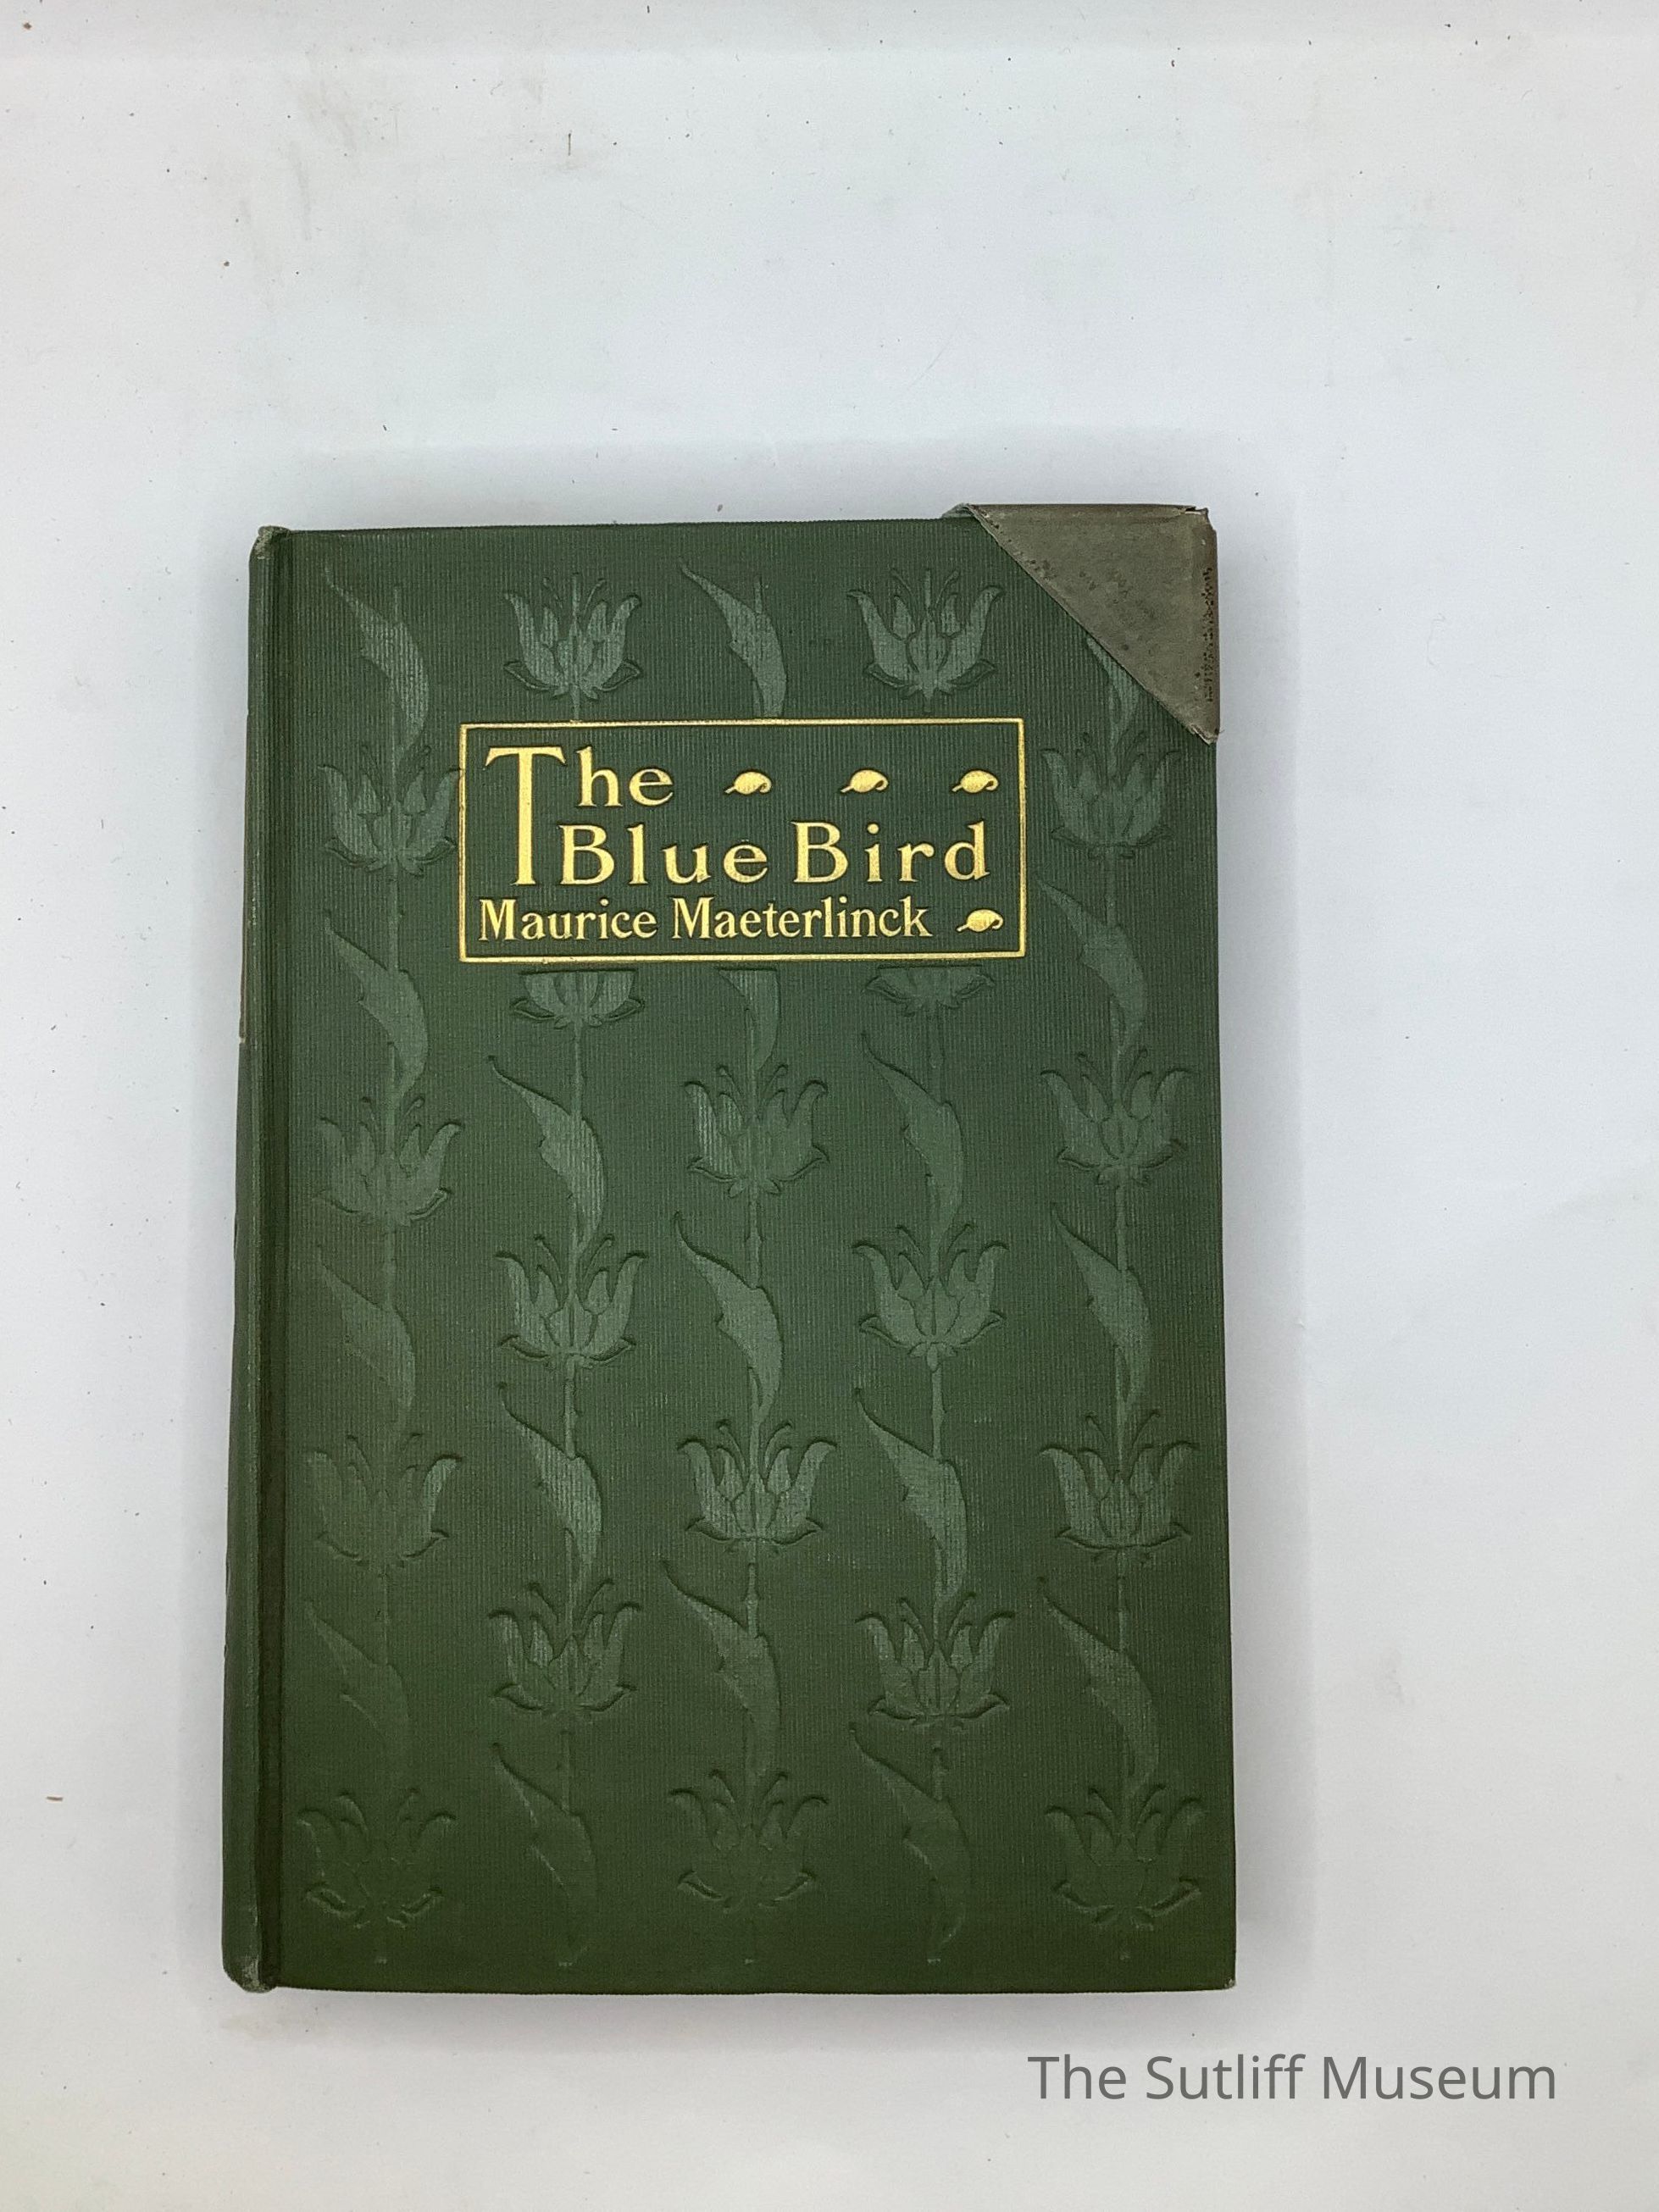 The
Blue Bird
Maurice Maeterlinck
The Sutliff Museum